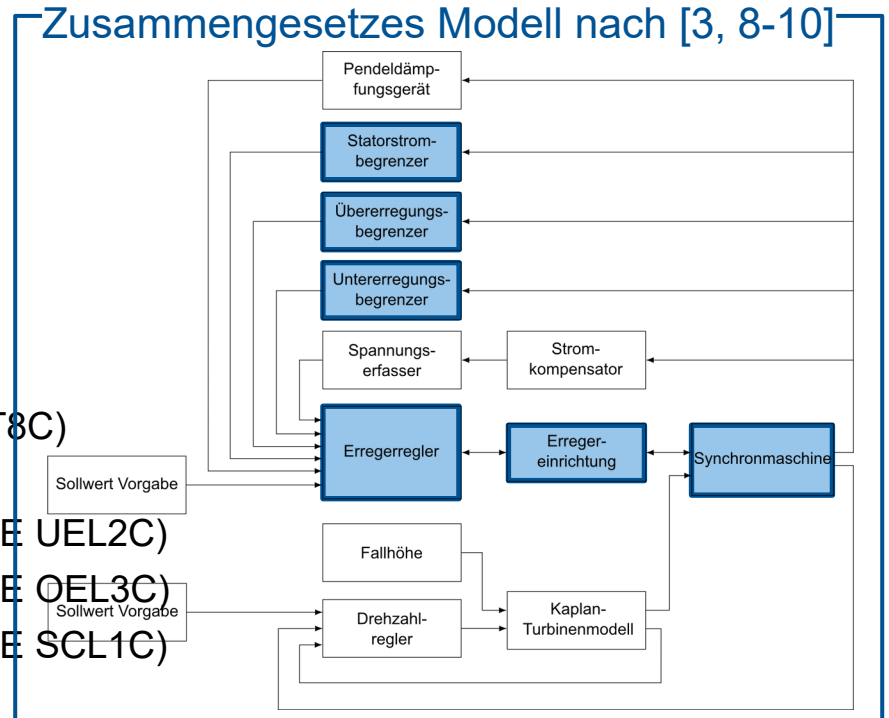 Zusammengesetzes Modell nach [3, 8-10]
Pendeldämp-
fungsgerät
Statorstrom-
begrenzer
Übererregungs-
begrenzer
Untererregungs-
begrenzer
Spannungs-
erfasser
Strom-
kompensator
T8C)
Erregerregler
Erreger-
einrichtung
Synchronmaschine
Sollwert Vorgabe
E UEL2C)
Fallhöhe
E OEL3C)
Sollwert Vorgabe
Drehzahl-
regler
Kaplan-
Turbinenmodell
E SCL1C)